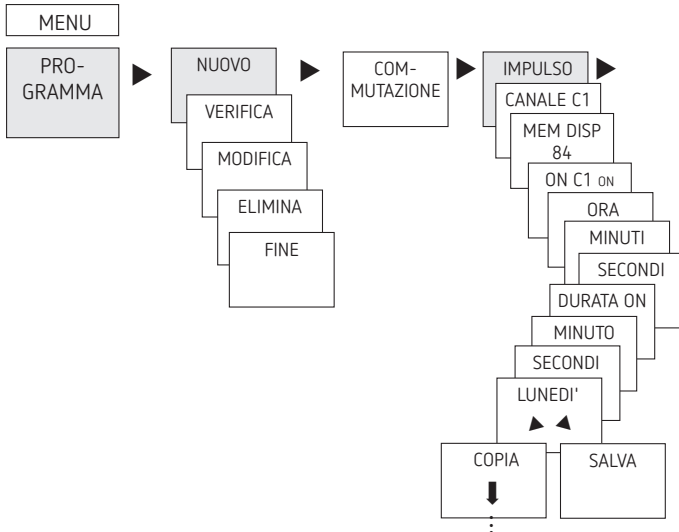 MENU
PRO-
GRAMMA
NUOVO
VERIFICA
MODIFICA
ELIMINA
FINE
COM-
MUTAZIONE
IMPULSO
CANALE C1
MEM DISP
84
ON C1 ON
ORA
MINUTI
SECONDI
DURATA ON
MINUTO
SECONDI
LUNEDI'
COPIA
SALVA